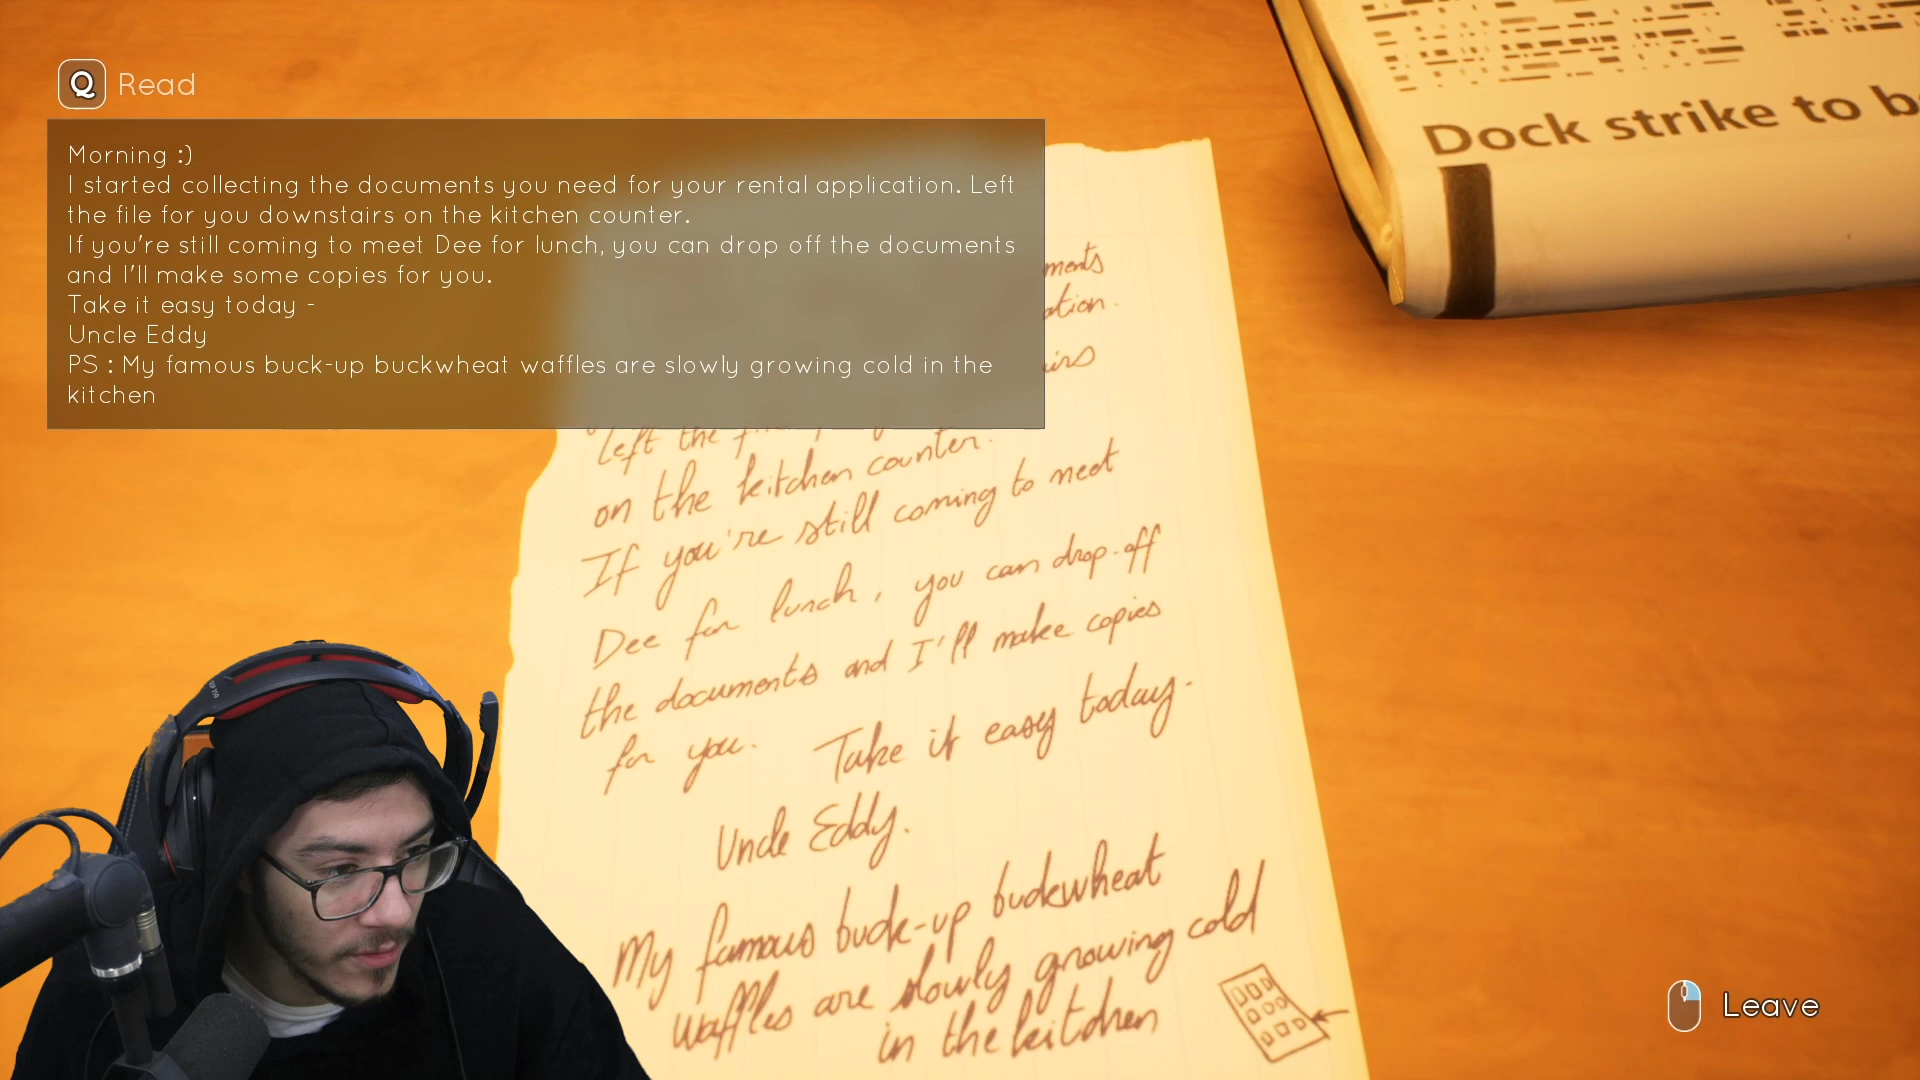 Q Read
Morning :)
I started collecting the documents you need for your rental application. Left
the file for you downstairs on the kitchen counter.
If you're still coming to meet Dee for lunch, you can drop off the documents
and I'll make some copies for you.
Take it easy today -
Uncle Eddy
PS : My famous buck-up buckwheat waffles are slowly growing cold in the
kitchen
Dock strike to b
left the
on the kitchen counter.
If you're still coming to meet
Dee for lunch, you can drop-off
the documents and I'll make copies
for you. Take it easy today-
Uncle Eddy.
My famous buck-up buckwheat
waffles are slowly growing cold
in the kitchen
Leave